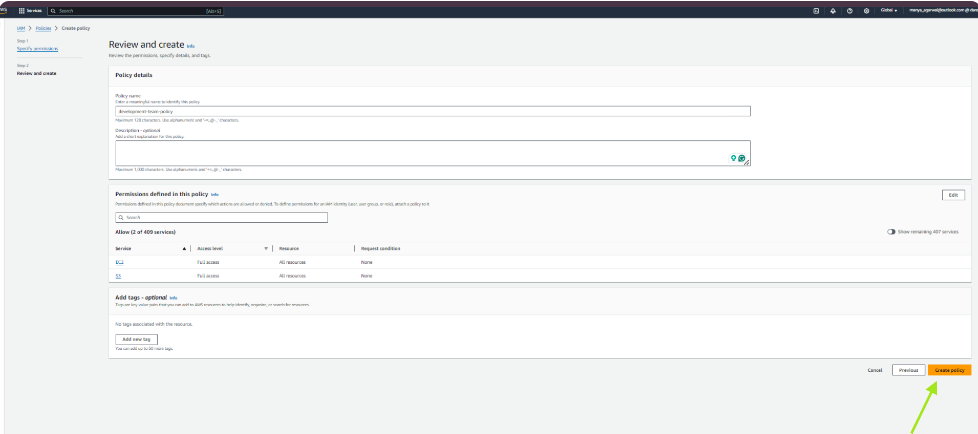 aws Services Search [Alt+S] Global manya_agarwal@outlook.com @
IAM > Policies > Create policy
Step 1
Specify permissions
Step 2
Review and create
Review and create Info
Review the permissions, specify details, and tags.
Policy details
Policy name
Enter a meaningful name to identify this policy.
development-team-policy
Maximum 128 characters. Use alphanumeric and '+=,.@-_' characters.
Description - optional
Add a short explanation for this policy.
Maximum 1,000 characters. Use alphanumeric and '+=,.@-_' characters.
Permissions defined in this policy Info
Edit
Permissions defined in this policy document specify which actions are allowed or denied. To define permissions for an IAM identity (user, user group, or role), attach a policy to it
Search
Allow (2 of 409 services)
Show remaining 407 services
Service Access level Resource Request condition
EC2 Full access All resources None
S3 Full access All resources None
Add tags - optional Info
Tags are key-value pairs that you can add to AWS resources to help identify, organize, or search for resources.
No tags associated with the resource.
Add new tag
You can add up to 50 more tags.
Cancel Previous Create policy